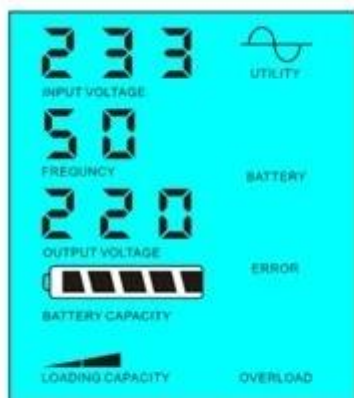 233
INPUT VOLTAGE
UTILITY
50
FREQUNCY
BATTERY
220
OUTPUT VOLTAGE
ERROR
BATTERY CAPACITY
LOADING CAPACITY
OVERLOAD